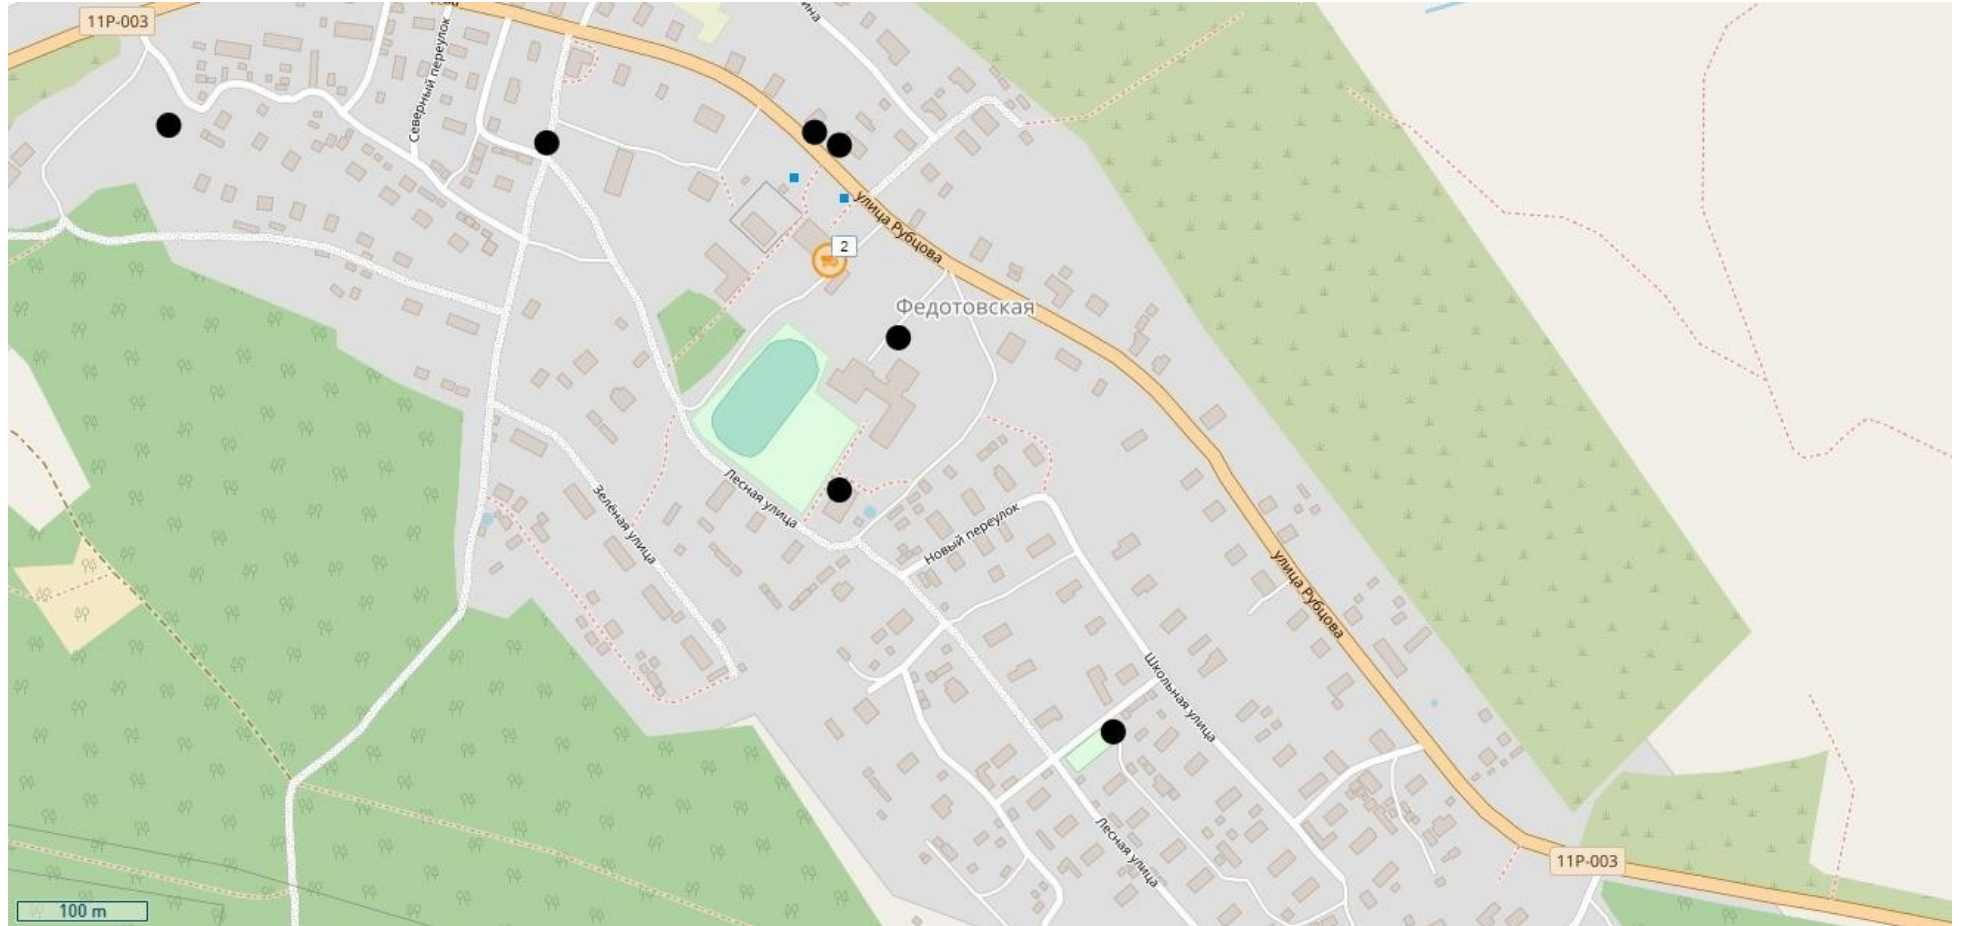 11Р-003
Северный переулок
улица Рубцова
2
Федотовская
Лесная улица
Зелёная улица
Новый переулок
улица Рубцова
Школьная улица
Лесная улица
11Р-003
100 m